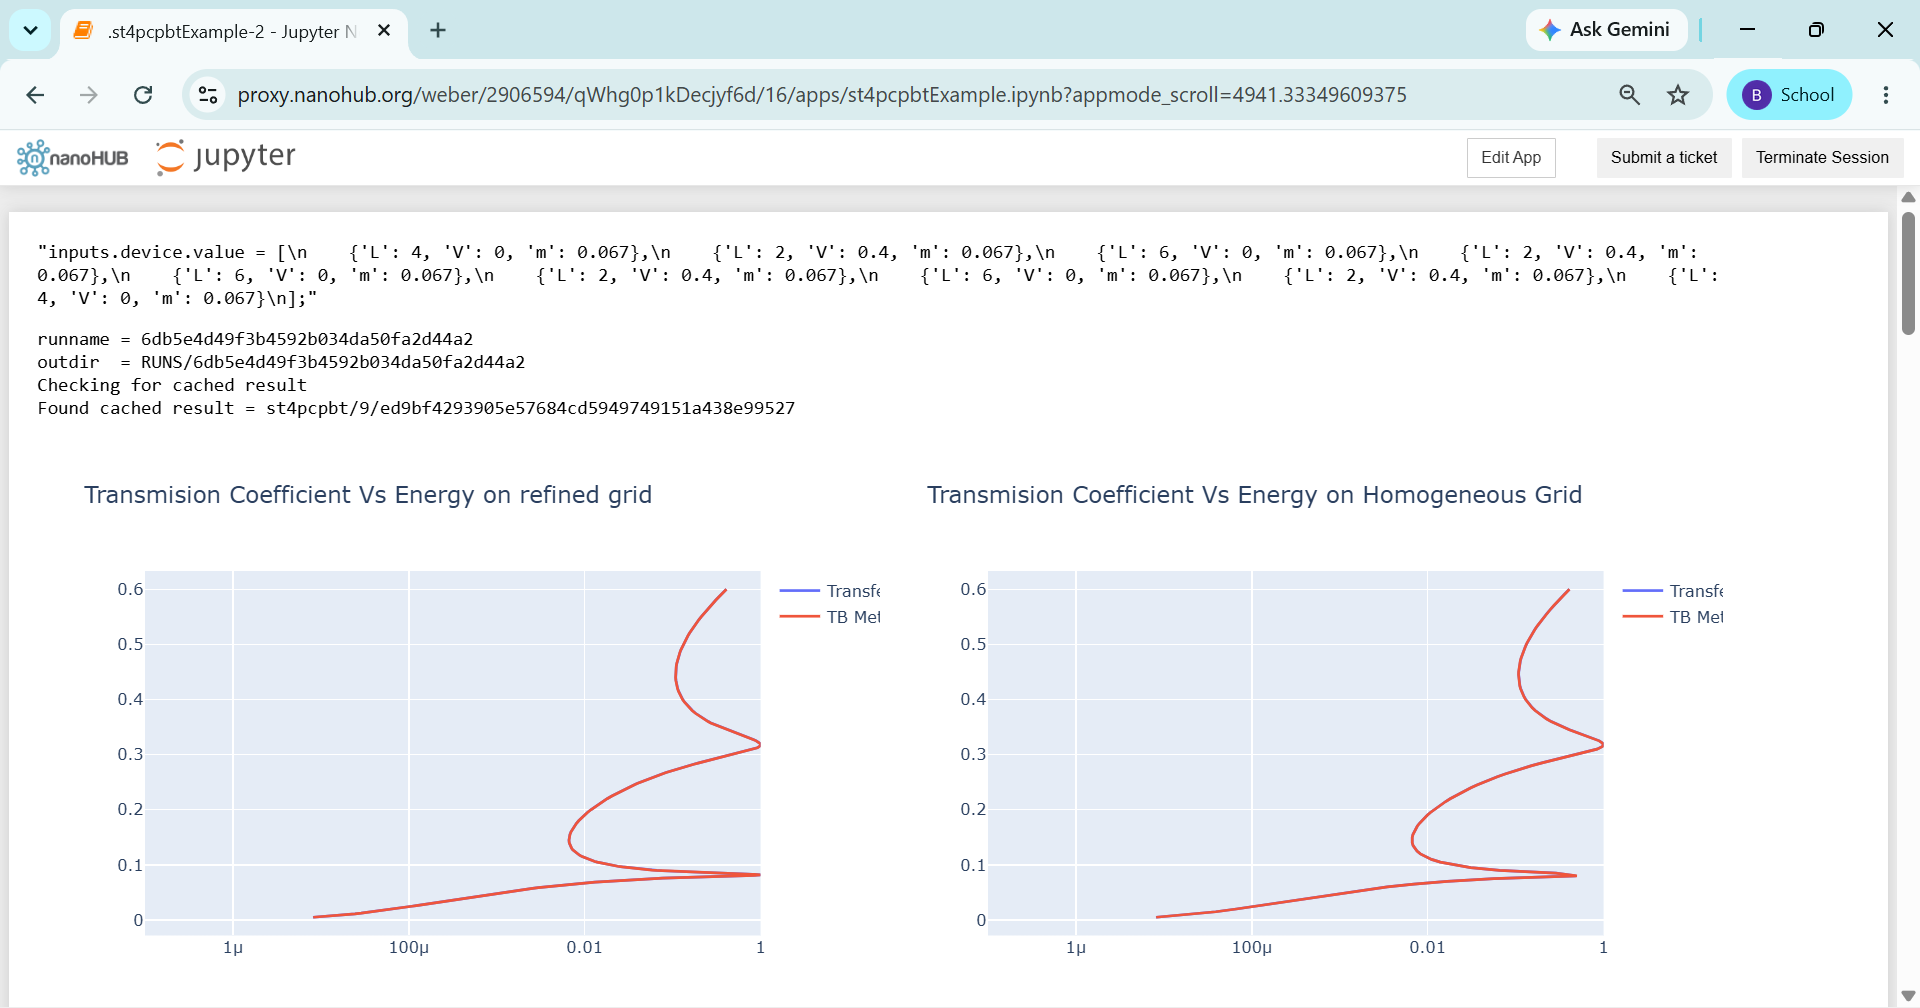 .st4pcpbtExample-2 - Jupyter N
Ask Gemini
proxy.nanohub.org/weber/2906594/qWhg0p1kDecjyf6d/16/apps/st4pcpbtExample.ipynb?appmode_scroll=4941.33349609375
B School
nanoHUB jupyter
Edit App
Submit a ticket
Terminate Session
"inputs.device.value = [\n    {'L': 4, 'V': 0, 'm': 0.067},\n    {'L': 2, 'V': 0.4, 'm': 0.067},\n    {'L': 6, 'V': 0, 'm': 0.067},\n    {'L': 2, 'V': 0.4, 'm':
0.067},\n    {'L': 6, 'V': 0, 'm': 0.067},\n    {'L': 2, 'V': 0.4, 'm': 0.067},\n    {'L': 6, 'V': 0, 'm': 0.067},\n    {'L': 2, 'V': 0.4, 'm': 0.067},\n    {'L':
4, 'V': 0, 'm': 0.067}\n];"
runname = 6db5e4d49f3b4592b034da50fa2d44a2
outdir  = RUNS/6db5e4d49f3b4592b034da50fa2d44a2
Checking for cached result
Found cached result = st4pcpbt/9/ed9bf4293905e57684cd5949749151a438e99527
Transmision Coefficient Vs Energy on refined grid
0.6
0.5
0.4
0.3
0.2
0.1
0
1μ 100μ 0.01 1
Transfe
TB Met
Transmision Coefficient Vs Energy on Homogeneous Grid
0.6
0.5
0.4
0.3
0.2
0.1
0
1μ 100μ 0.01 1
Transfe
TB Met